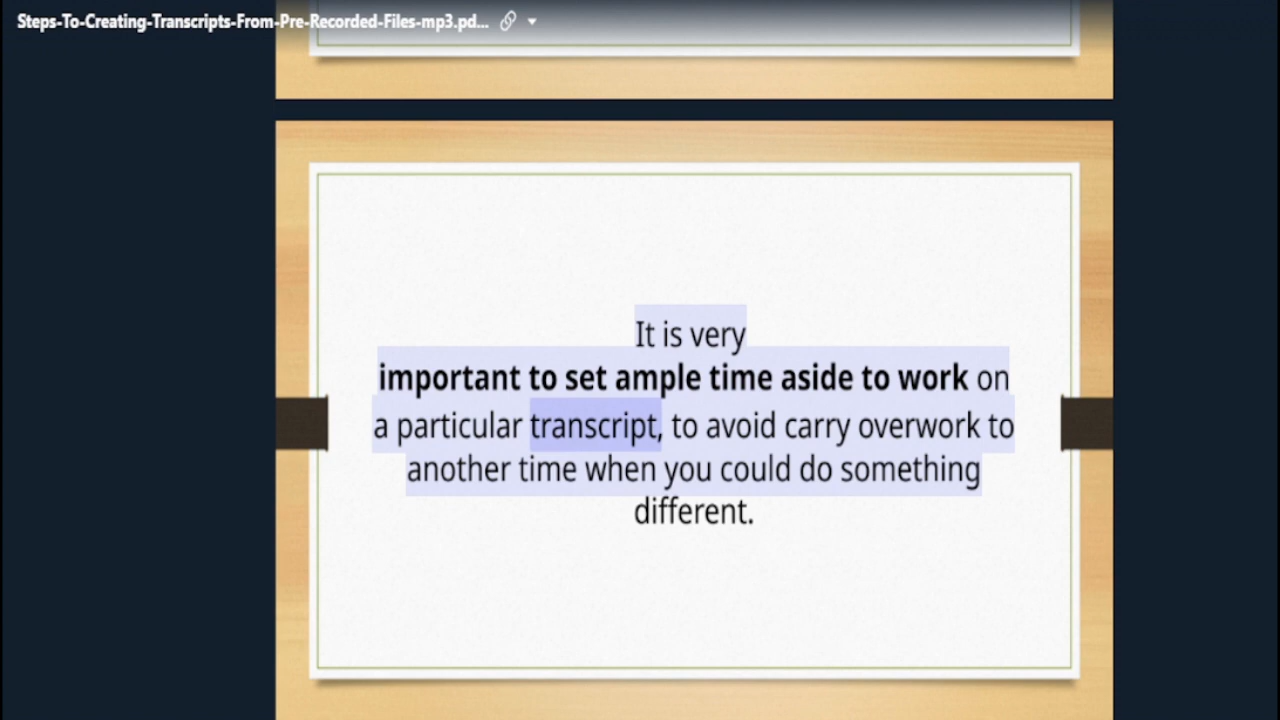 Steps-To-Creating-Transcripts-From-Pre-Recorded-Files-mp3.pd...
It is very
important to set ample time aside to work on
a particular transcript, to avoid carry overwork to
another time when you could do something
different.